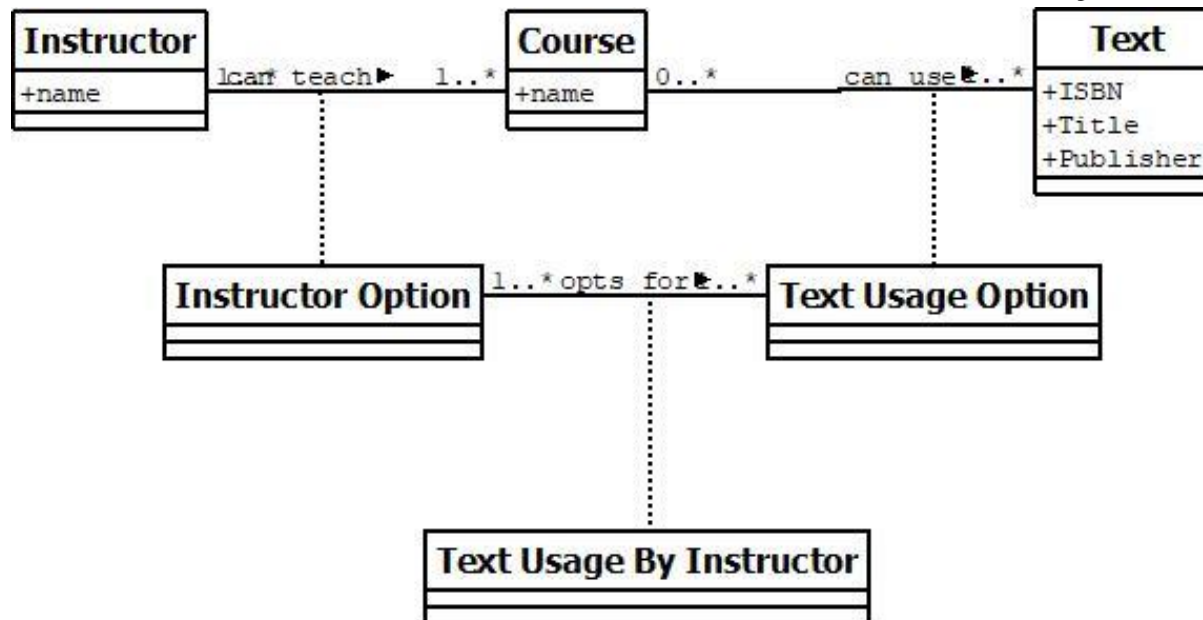 Instructor
+name
can teach
1..*
Course
+name
0..*
can use
..*
Text
+ISBN
+Title
+Publisher
Instructor Option
1..*
opts for
..*
Text Usage Option
Text Usage By Instructor